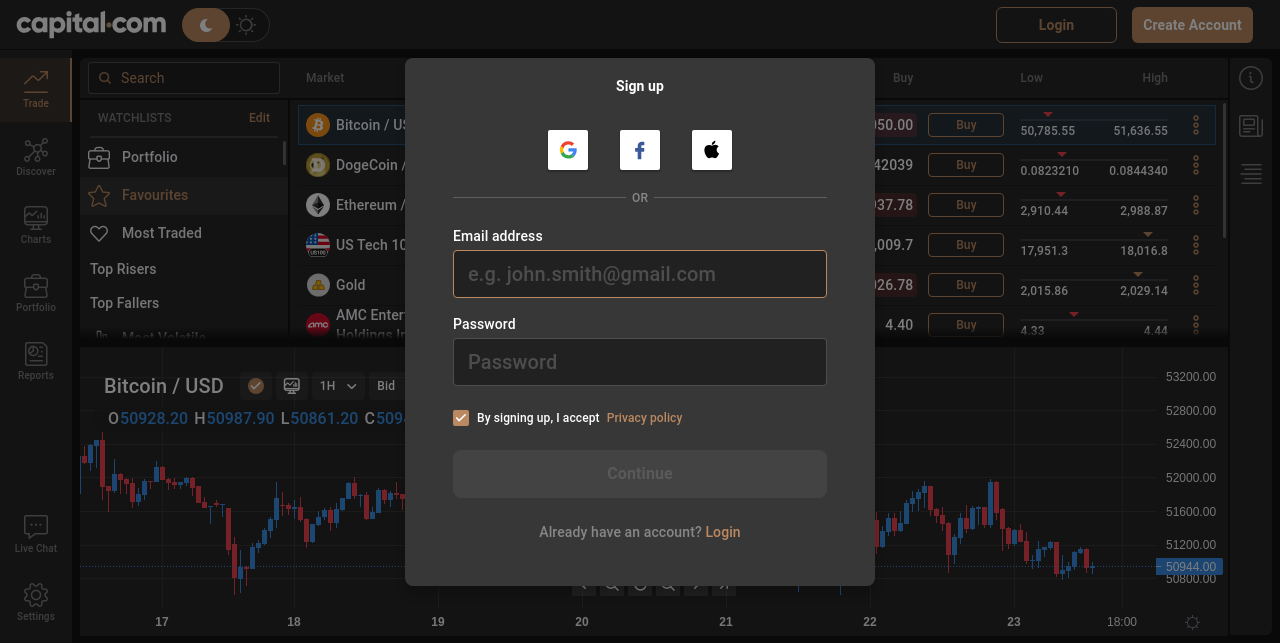 capital.com
Login
Create Account
Trade
Discover
Charts
Portfolio
Reports
Live Chat
Settings
Search
WATCHLISTS Edit
Portfolio
Favourites
Most Traded
Top Risers
Top Fallers
Most Volatile
Market Buy Low High
Bitcoin / US 050.00 Buy 50,785.55 51,636.55
DogeCoin / 42039 Buy 0.0823210 0.0844340
Ethereum / 937.78 Buy 2,910.44 2,988.87
US Tech 10 ,009.7 Buy 17,951.3 18,016.8
Gold 026.78 Buy 2,015.86 2,029.14
AMC Enter
Holdings In 4.40 Buy 4.33 4.44
Sign up
OR
Email address
e.g. john.smith@gmail.com
Password
Password
By signing up, I accept Privacy policy
Continue
Already have an account? Login
Bitcoin / USD 1H Bid
O50928.20 H50987.90 L50861.20 C5094
53200.00
52800.00
52400.00
52000.00
51600.00
51200.00
50944.00
50800.00
17 18 19 20 21 22 23 18:00